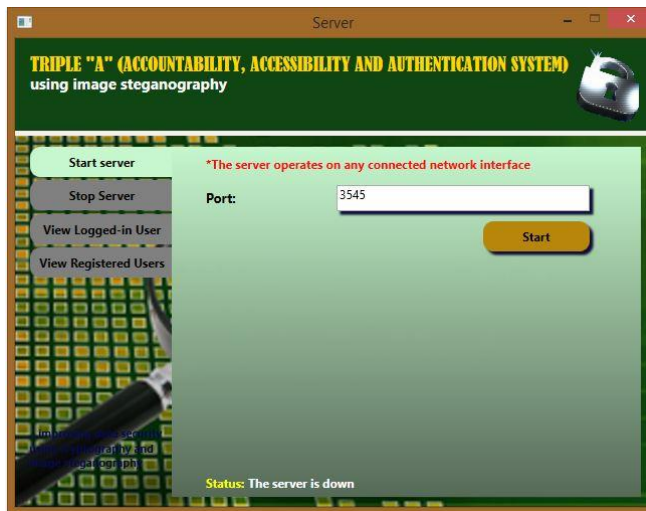 Server
TRIPLE "A" (ACCOUNTABILITY, ACCESSIBILITY AND AUTHENTICATION SYSTEM)
using image steganography
Start server
Stop Server
View Logged-in User
View Registered Users
*The server operates on any connected network interface
Port:
3545
Start
and
Status: The server is down